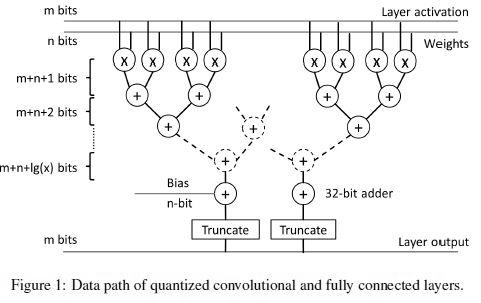 m bits
Layer activation
n bits
Weights
X X X X X X X X
m+n+1 bits
+ + + +
m+n+2 bits
+ + +
m+n+lg(x) bits
+ +
Bias
n-bit
+ +
32-bit adder
Truncate Truncate
m bits
Layer output
Figure 1: Data path of quantized convolutional and fully connected layers.